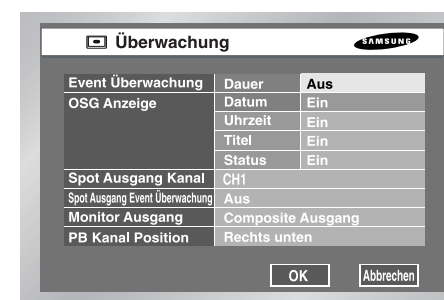 Überwachung
SAMSUNG
Event Überwachung Dauer Aus
OSG Anzeige Datum Ein
Uhrzeit Ein
Titel Ein
Status Ein
Spot Ausgang Kanal CH1
Spot Ausgang Event Überwachung Aus
Monitor Ausgang Composite Ausgang
PB Kanal Position Rechts unten
OK Abbrechen